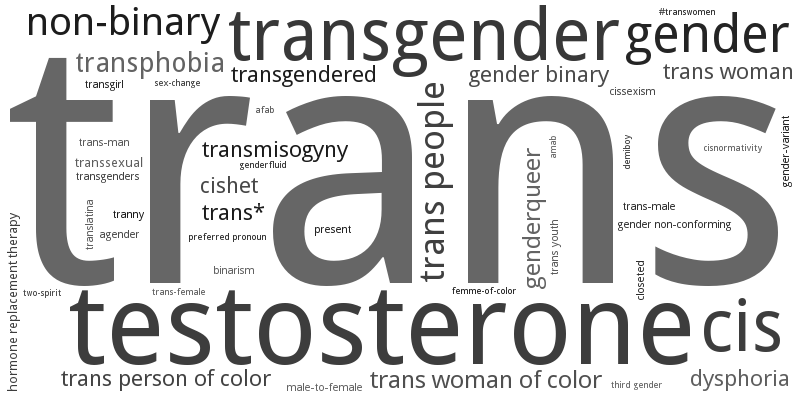 #transwomen
non-binary
transgender
gender
transphobia
transgendered
gender binary
trans woman
transgirl
sex-change
cissexism
trans
afab
trans people
trans-man
transmisogyny
amab
demiboy
cisnormativity
gender-variant
transsexual
genderfluid
transgenders
cishet
genderqueer
translatina
tranny
trans*
trans-male
agender
preferred pronoun
present
trans youth
gender non-conforming
binarism
closeted
hormone replacement therapy
two-spirit
trans-female
femme-of-color
testosterone
cis
trans person of color
male-to-female
trans woman of color
third gender
dysphoria